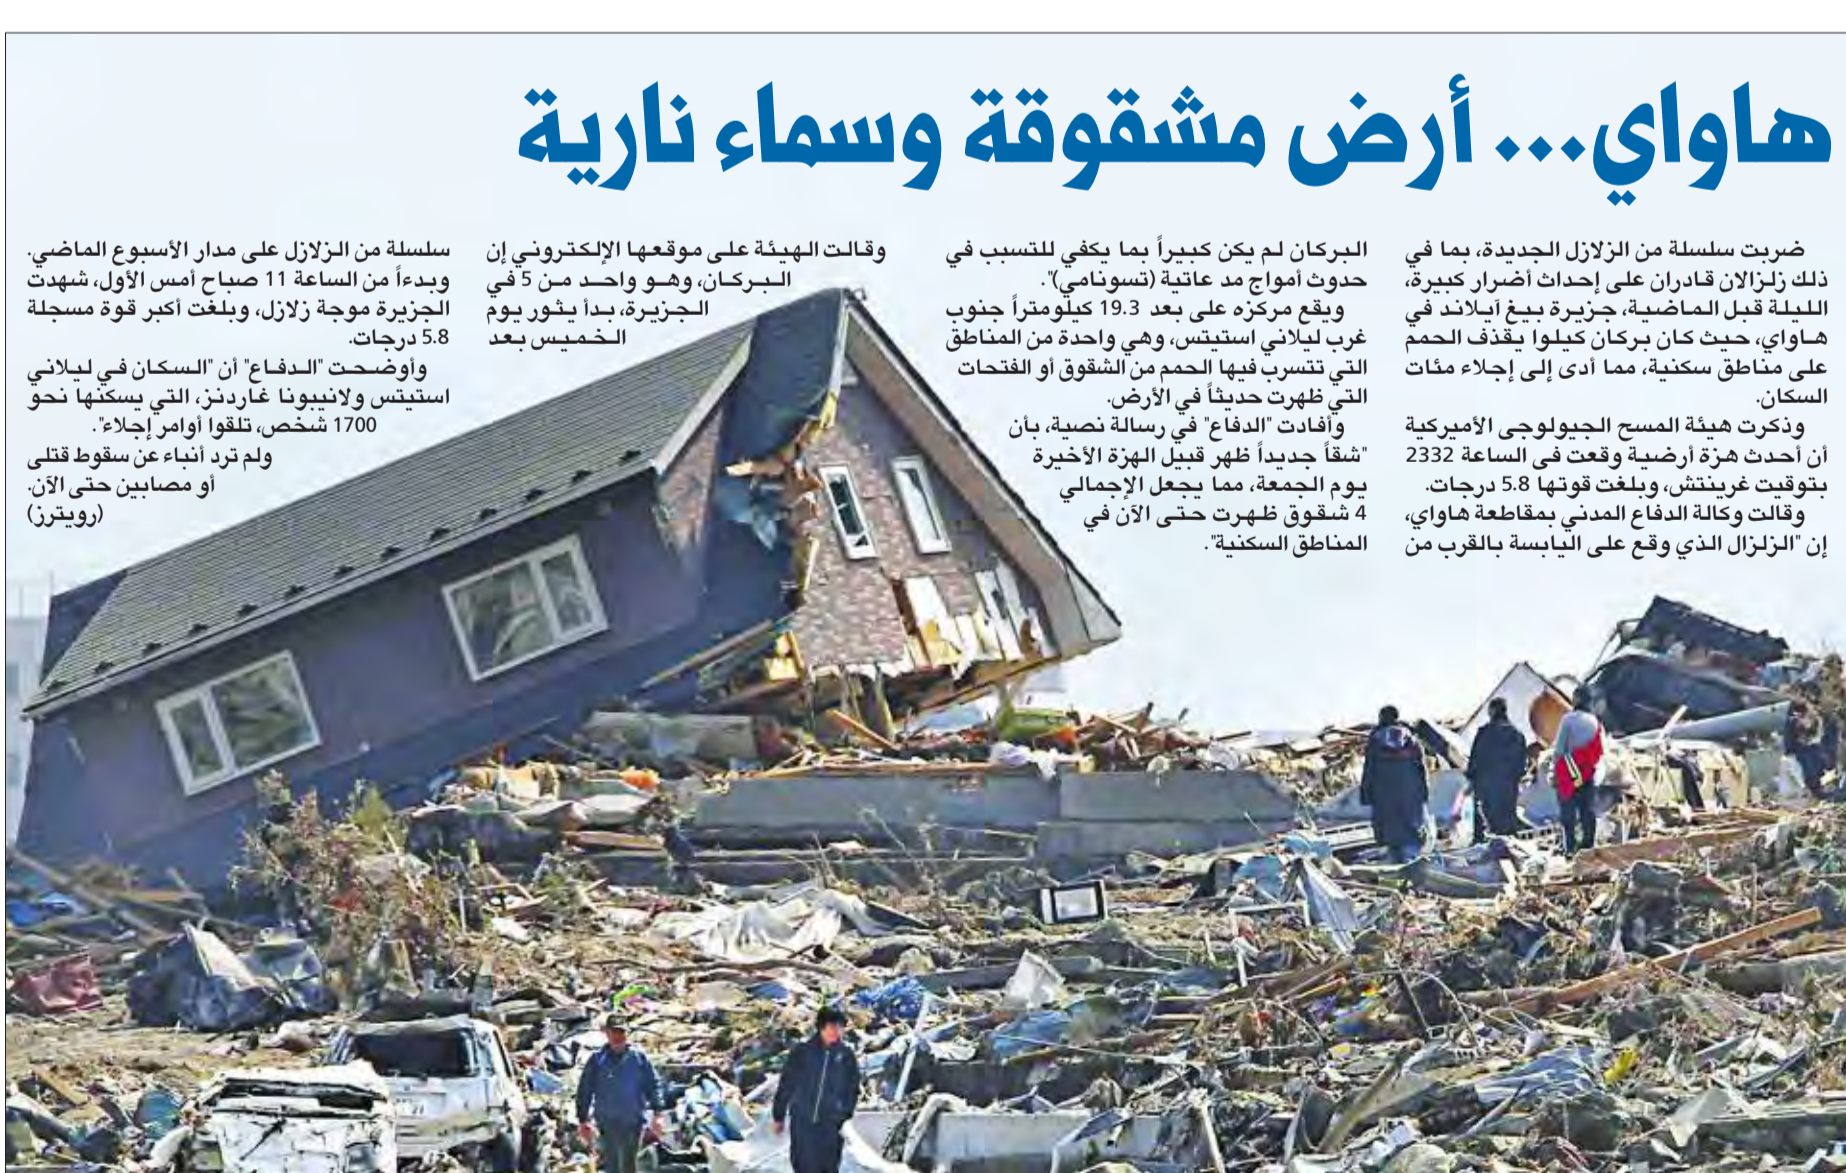 هاواي... أرض مشقوقة وسماء نارية
ضربت سلسلة من الزلازل الجديدة، بما في
ذلك زلزالان قادران على إحداث أضرار كبيرة،
الليلة قبل الماضية، جزيرة بيغ آيلاند في
هاواي، حيث كان بركان كيلوا يقذف الحمم
على مناطق سكنية، مما أدى إلى إجلاء مئات
السكان.
وذكرت هيئة المسح الجيولوجى الأميركية
أن أحدث هزة أرضية وقعت فى الساعة 2332
بتوقيت غرينتش، وبلغت قوتها 5.8 درجات.
وقالت وكالة الدفاع المدني بمقاطعة هاواي،
إن "الزلزال الذي وقع على اليابسة بالقرب من
البركان لم يكن كبيراً بما يكفي للتسبب في
حدوث أمواج مد عاتية (تسونامي)".
ويقع مركزه على بعد 19.3 كيلومتراً جنوب
غرب ليلاني استيتس، وهي واحدة من المناطق
التي تتسرب فيها الحمم من الشقوق أو الفتحات
التي ظهرت حديثاً في الأرض.
وأفادت "الدفاع" في رسالة نصية، بأن
"شقاً جديداً ظهر قبيل الهزة الأخيرة
يوم الجمعة، مما يجعل الإجمالي
4 شقوق ظهرت حتى الآن في
المناطق السكنية".
وقالت الهيئة على موقعها الإلكتروني إن
البركان، وهو واحد من 5 في
الجزيرة، بدأ يثور يوم
الخميس بعد
سلسلة من الزلازل على مدار الأسبوع الماضي.
وبدءاً من الساعة 11 صباح أمس الأول، شهدت
الجزيرة موجة زلازل، وبلغت أكبر قوة مسجلة
5.8 درجات.
وأوضحت "الدفاع" أن "السكان في ليلاني
استيتس ولانيبونا غاردنز، التي يسكنها نحو
1700 شخص، تلقوا أوامر إجلاء".
ولم ترد أنباء عن سقوط قتلى
أو مصابين حتى الآن.
(رويترز)